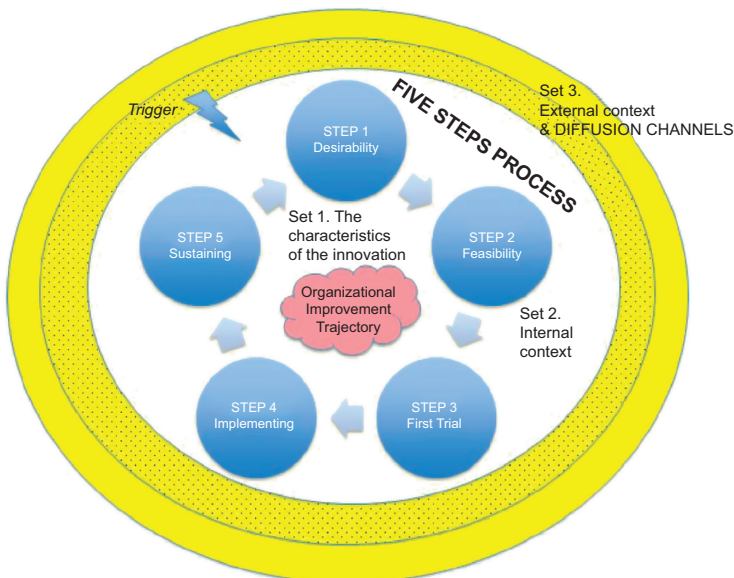 Trigger
STEP 1
Desirability
FIVE STEPS PROCESS
Set 3.
External context
& DIFFUSION CHANNELS
STEP 5
Sustaining
Set 1. The
characteristics
of the innovation
STEP 2
Feasibility
Organizational
Improvement
Trajectory
Set 2.
Internal
context
STEP 4
Implementing
STEP 3
First Trial